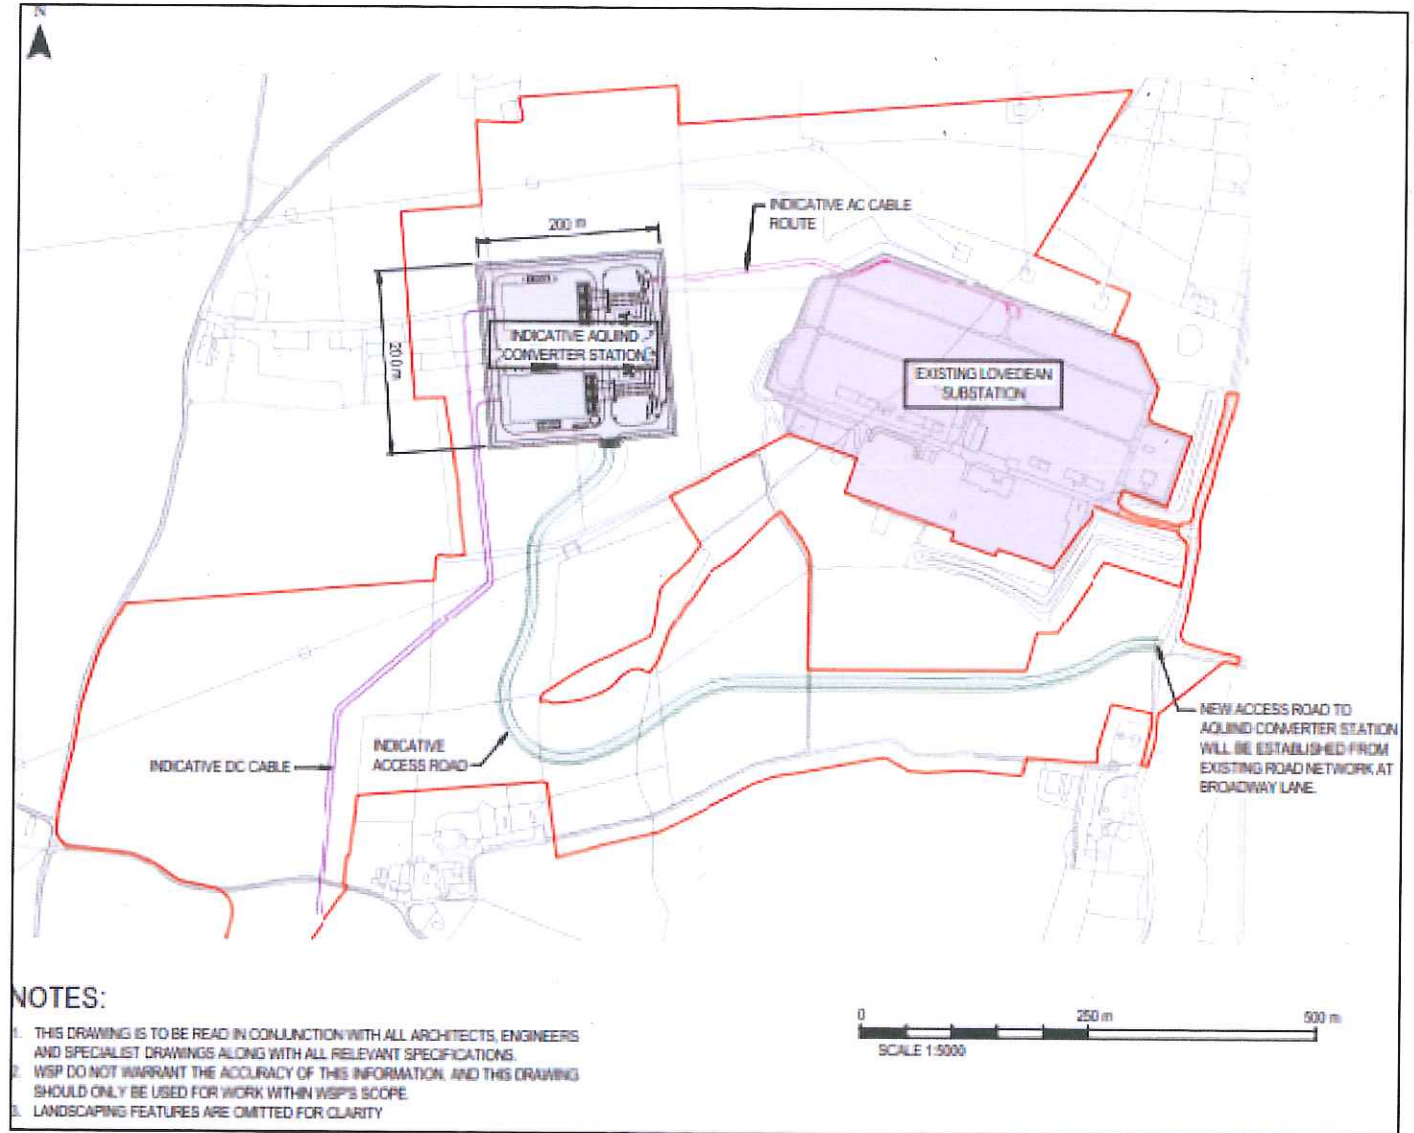 N
INDICATIVE AC CABLE
ROUTE
200 m
200 m
INDICATIVE AQUIND
CONVERTER STATION
EXISTING LOVEDEAN
SUBSTATION
NEW ACCESS ROAD TO
AQUIND CONVERTER STATION
WILL BE ESTABLISHED FROM
EXISTING ROAD NETWORK AT
BROADWAY LANE.
INDICATIVE
ACCESS ROAD
INDICATIVE DC CABLE
NOTES:
1. THIS DRAWING IS TO BE READ IN CONJUNCTION WITH ALL ARCHITECTS, ENGINEERS
AND SPECIALIST DRAWINGS ALONG WITH ALL RELEVANT SPECIFICATIONS.
2. WSP DO NOT WARRANT THE ACCURACY OF THIS INFORMATION, AND THIS DRAWING
SHOULD ONLY BE USED FOR WORK WITHIN WSP'S SCOPE.
3. LANDSCAPING FEATURES ARE OMITTED FOR CLARITY
0 250 m 500 m
SCALE 1:5000